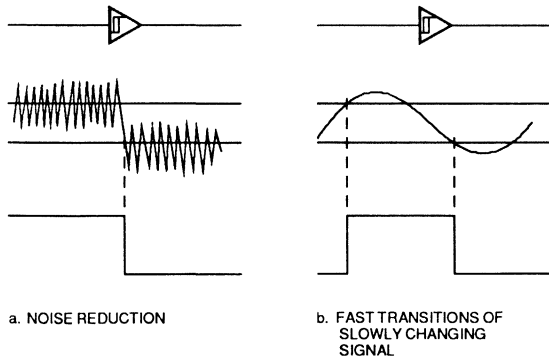 a. NOISE REDUCTION
b. FAST TRANSITIONS OF
SLOWLY CHANGING
SIGNAL